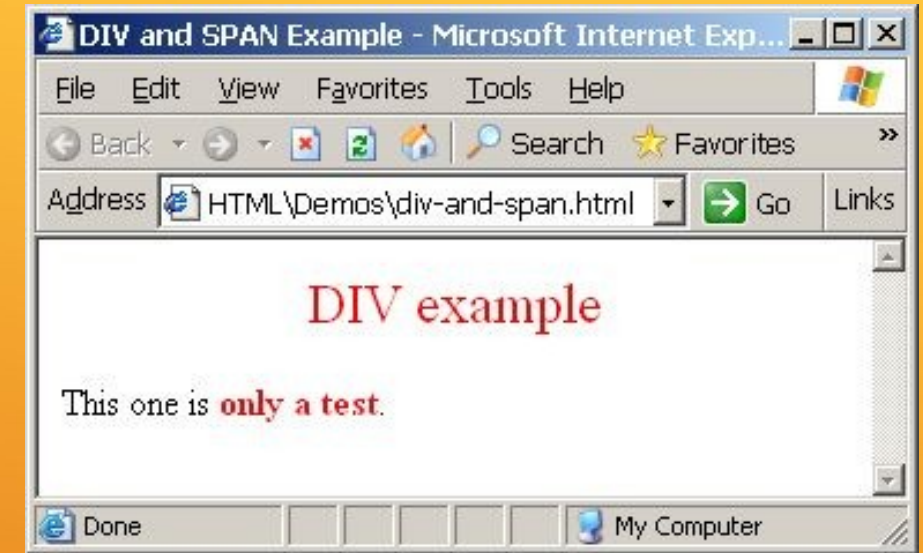 DIV and SPAN Example - Microsoft Internet Exp...
File Edit View Favorites Tools Help
Back Search Favorites »
Address HTML\Demos\div-and-span.html Go Links
DIV example
This one is only a test.
Done My Computer